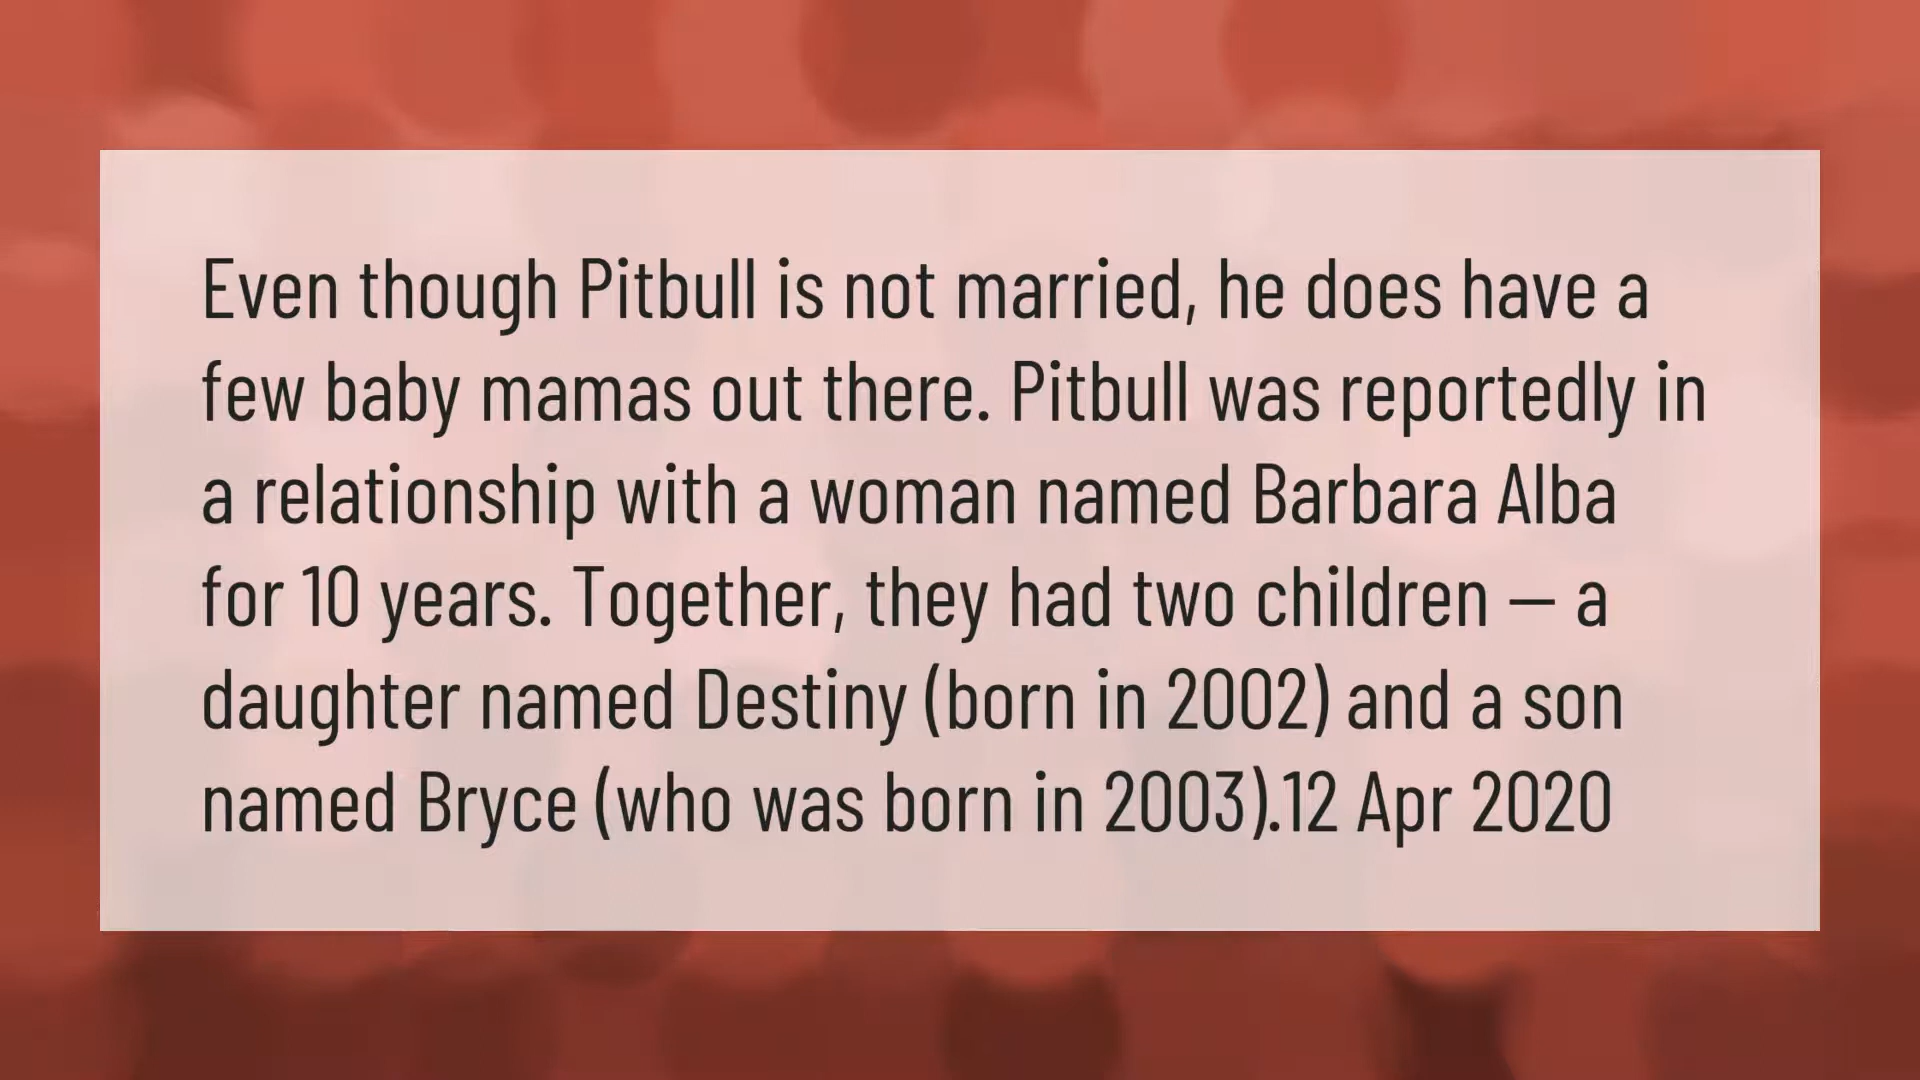 Even though Pitbull is not married, he does have a
few baby mamas out there. Pitbull was reportedly in
a relationship with a woman named Barbara Alba
for 10 years. Together, they had two children — a
daughter named Destiny (born in 2002) and a son
named Bryce (who was born in 2003).12 Apr 2020